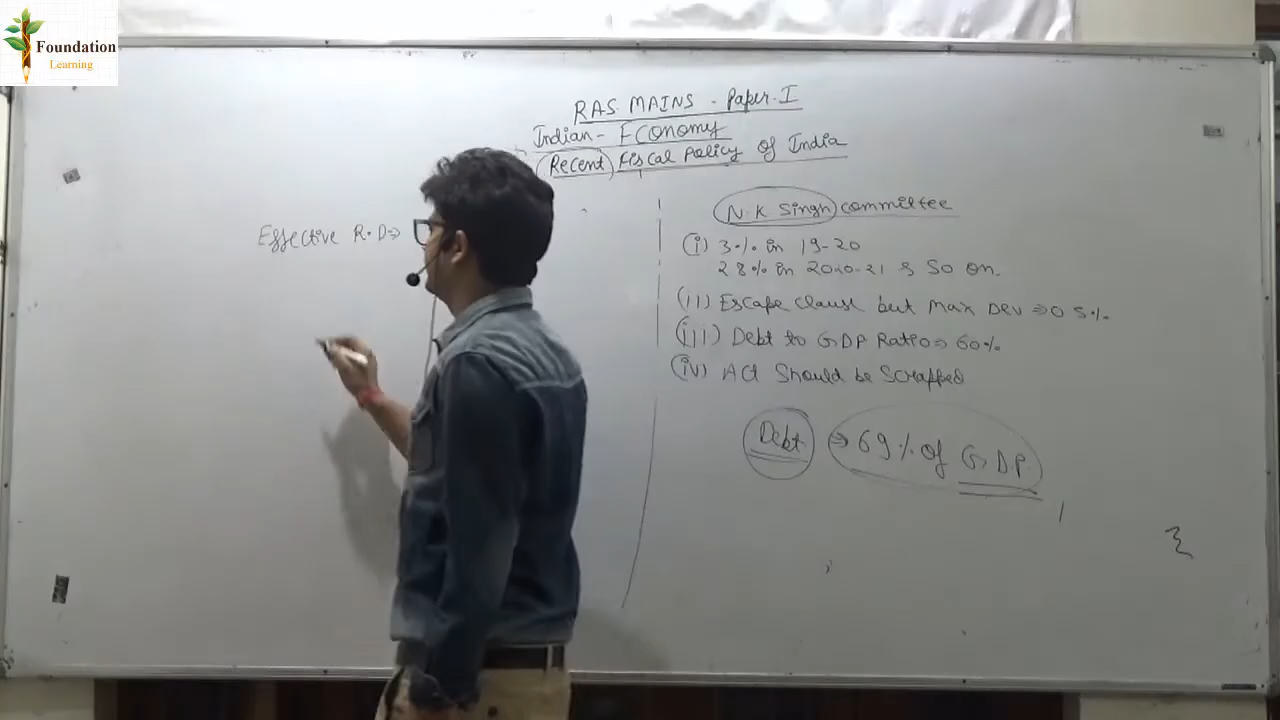 Foundation
Learning
RAS MAINS - Paper-I
Indian - Economy
Recent Fiscal Policy of India
Effective R.D⇒
N.K Singh committee
(i) 3% in 19-20
2.8% in 2020-21 & So on.
(ii) Escape clause but Max Dev ⇒ 0.5%
(iii) Debt to GDP Ratio ⇒ 60%
(iv) Act Should be Scrapped
Debt ⇒ 69% of G.D.P.